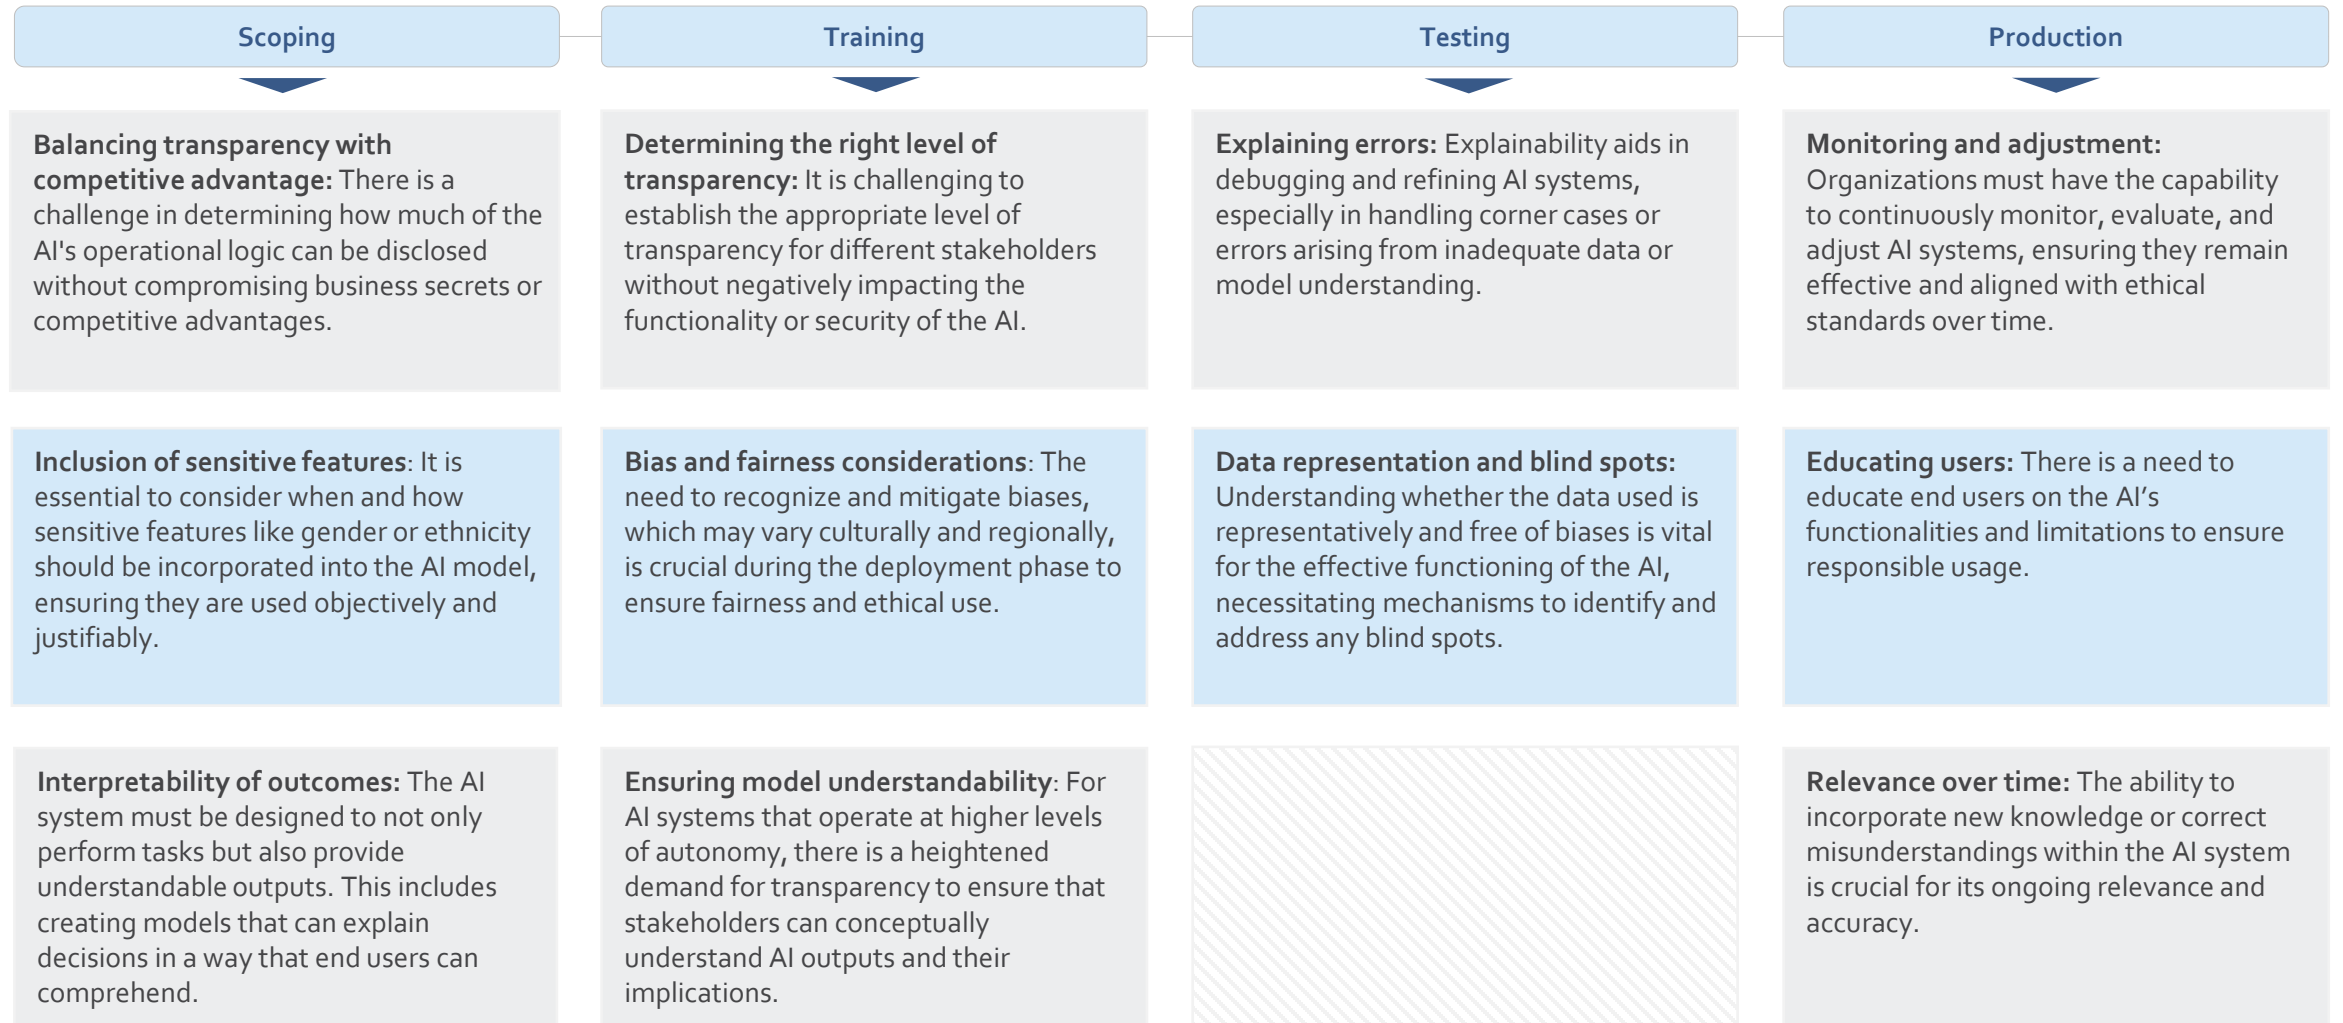 Scoping
Training
Testing
Production
Balancing transparency with
competitive advantage: There is a
challenge in determining how much of the
AI's operational logic can be disclosed
without compromising business secrets or
competitive advantages.
Determining the right level of
transparency: It is challenging to
establish the appropriate level of
transparency for different stakeholders
without negatively impacting the
functionality or security of the AI.
Explaining errors: Explainability aids in
debugging and refining AI systems,
especially in handling corner cases or
errors arising from inadequate data or
model understanding.
Monitoring and adjustment:
Organizations must have the capability
to continuously monitor, evaluate, and
adjust AI systems, ensuring they remain
effective and aligned with ethical
standards over time.
Inclusion of sensitive features: It is
essential to consider when and how
sensitive features like gender or ethnicity
should be incorporated into the AI model,
ensuring they are used objectively and
justifiably.
Bias and fairness considerations: The
need to recognize and mitigate biases,
which may vary culturally and regionally,
is crucial during the deployment phase to
ensure fairness and ethical use.
Data representation and blind spots:
Understanding whether the data used is
representatively and free of biases is vital
for the effective functioning of the AI,
necessitating mechanisms to identify and
address any blind spots.
Educating users: There is a need to
educate end users on the AI’s
functionalities and limitations to ensure
responsible usage.
Interpretability of outcomes: The AI
system must be designed to not only
perform tasks but also provide
understandable outputs. This includes
creating models that can explain
decisions in a way that end users can
comprehend.
Ensuring model understandability: For
AI systems that operate at higher levels
of autonomy, there is a heightened
demand for transparency to ensure that
stakeholders can conceptually
understand AI outputs and their
implications.
Relevance over time: The ability to
incorporate new knowledge or correct
misunderstandings within the AI system
is crucial for its ongoing relevance and
accuracy.